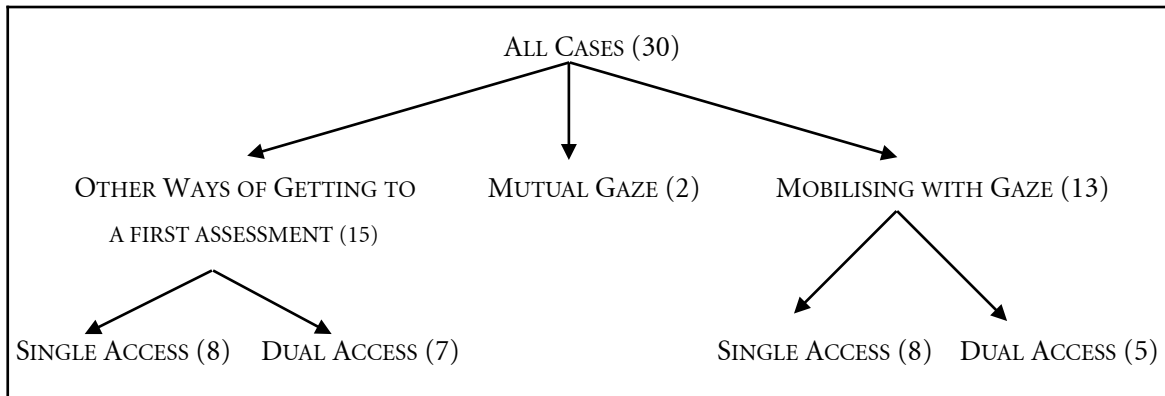 ALL CASES (30)
OTHER WAYS OF GETTING TO
A FIRST ASSESSMENT (15)
MUTUAL GAZE (2)
MOBILISING WITH GAZE (13)
SINGLE ACCESS (8)
DUAL ACCESS (7)
SINGLE ACCESS (8)
DUAL ACCESS (5)